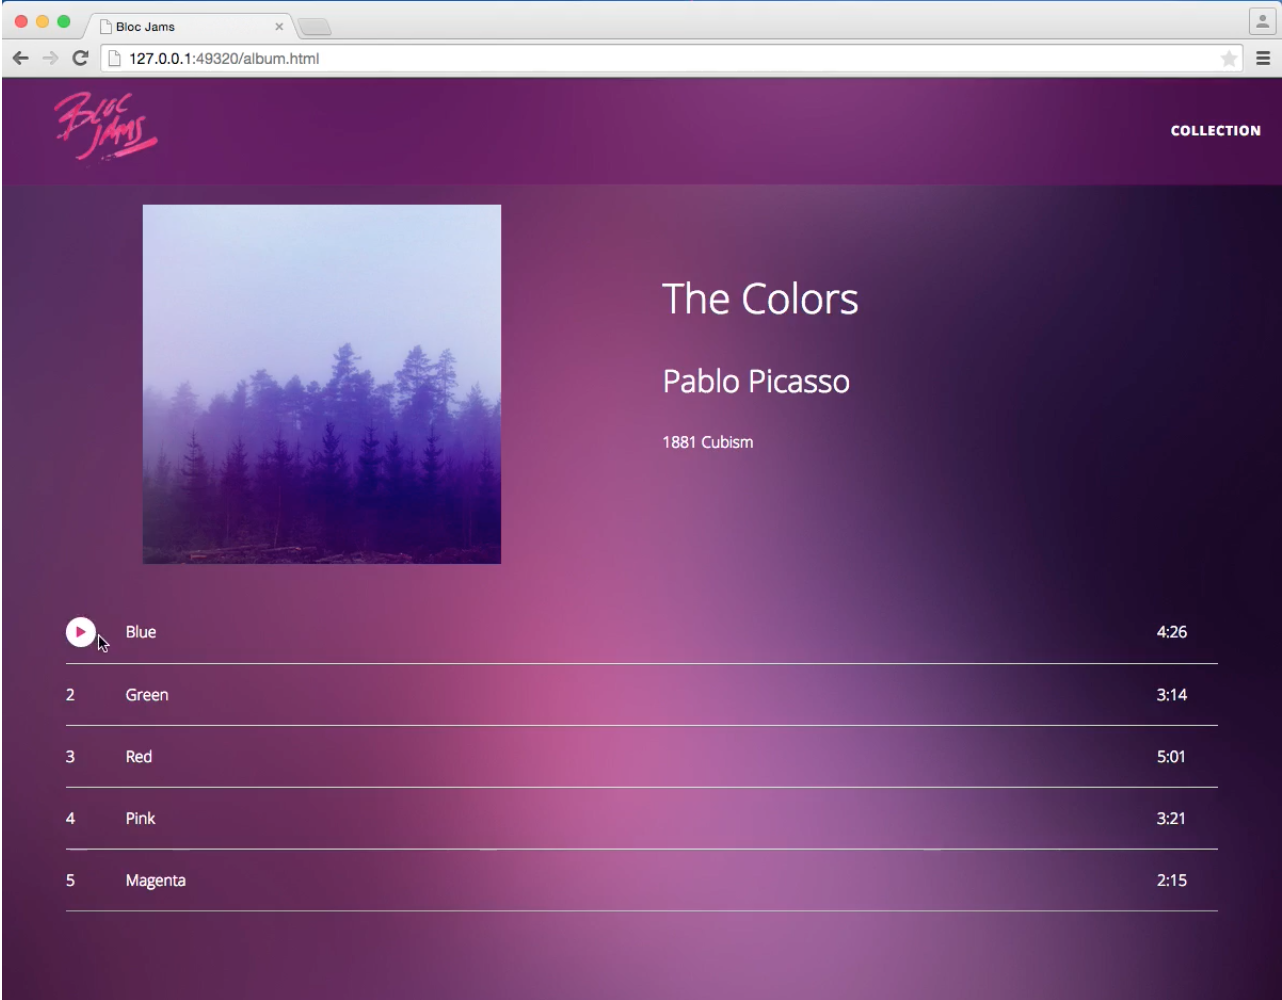 Bloc Jams
127.0.0.1:49320/album.html
BLOC
JAMS
COLLECTION
The Colors
Pablo Picasso
1881 Cubism
Blue 4:26
2 Green 3:14
3 Red 5:01
4 Pink 3:21
5 Magenta 2:15